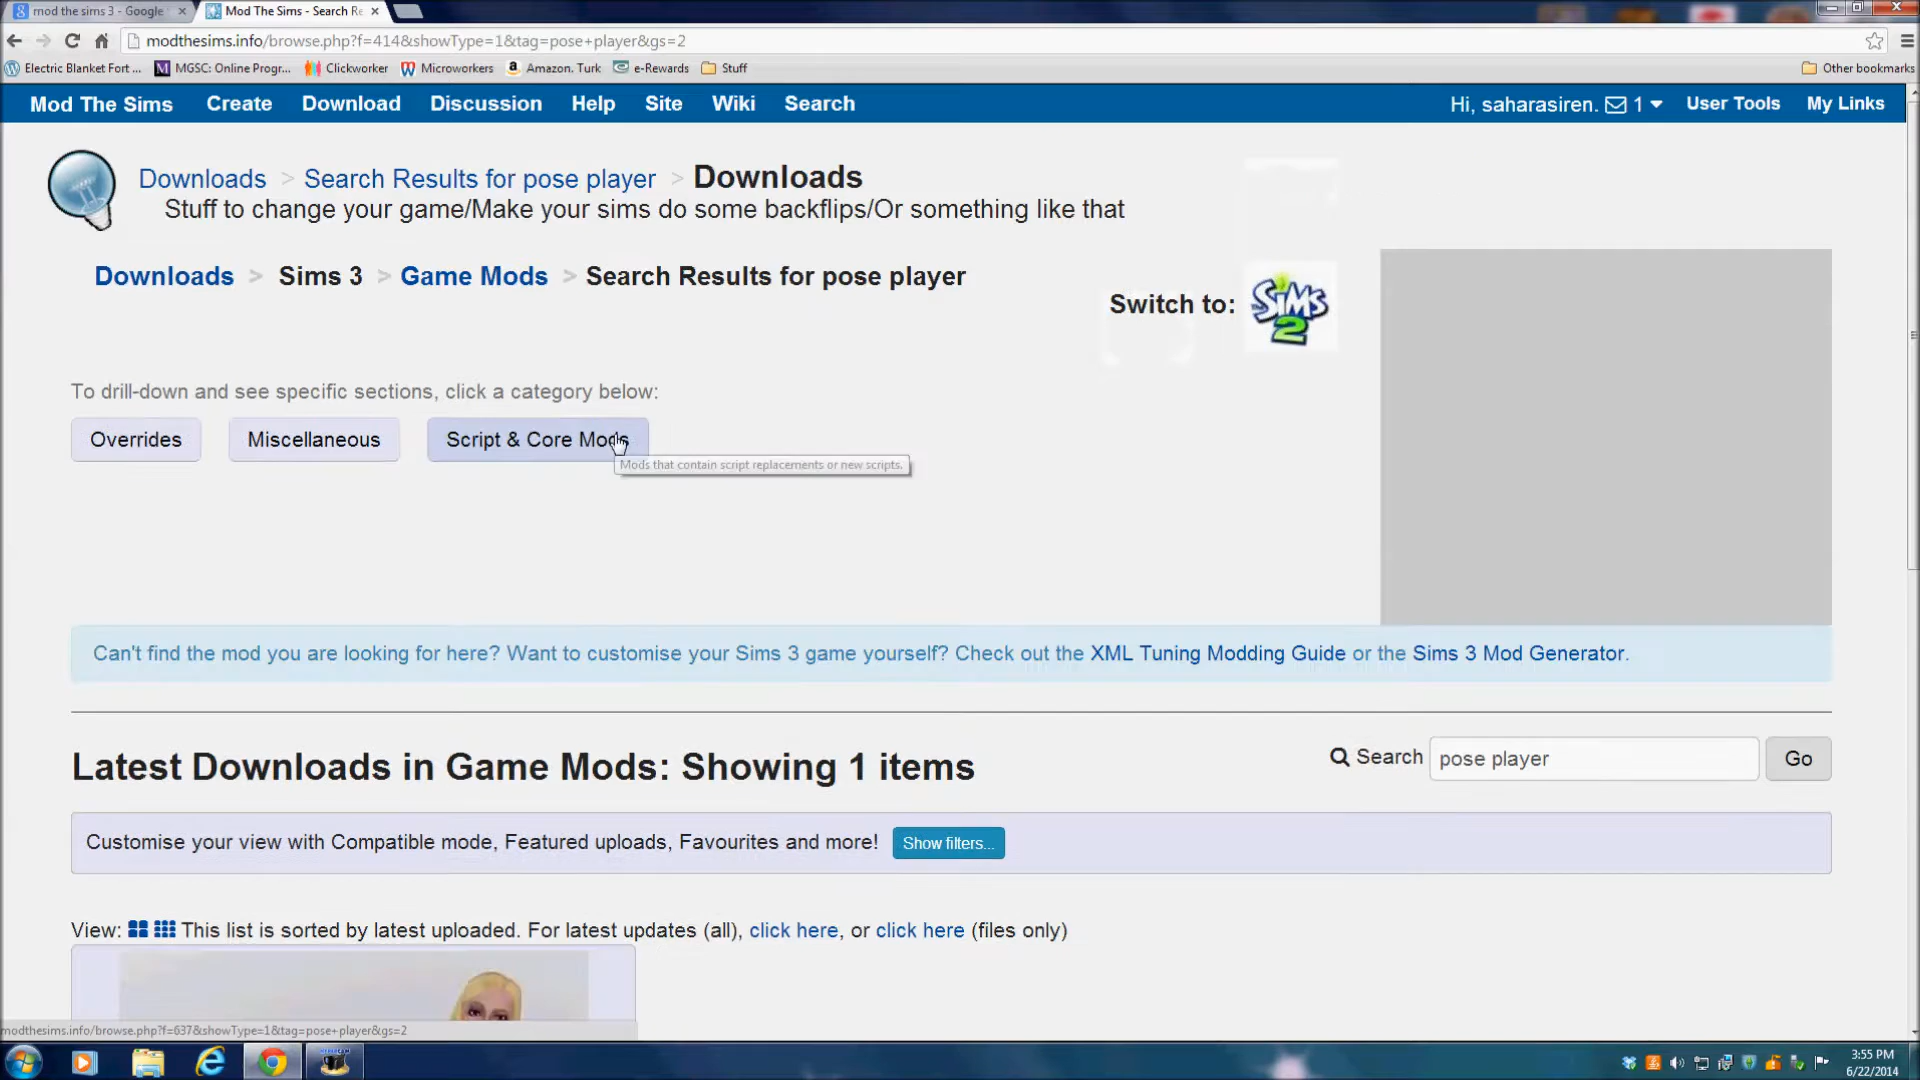 mod the sims 3 - Google
Mod The Sims - Search Re
modthesims.info/browse.php?f=414&showType=1&tag=pose+player&gs=2
Electric Blanket Fort ...
MGSC: Online Progr...
Clickworker
Microworkers
Amazon. Turk
e-Rewards
Stuff
Other bookmarks
Mod The Sims
Create
Download
Discussion
Help
Site
Wiki
Search
Hi, saharasiren. 1
User Tools
My Links
Downloads > Search Results for pose player > Downloads
Stuff to change your game/Make your sims do some backflips/Or something like that
Downloads > Sims 3 > Game Mods > Search Results for pose player
Switch to:
SiMS 2
To drill-down and see specific sections, click a category below:
Overrides
Miscellaneous
Script & Core Mods
Mods that contain script replacements or new scripts.
Can't find the mod you are looking for here? Want to customise your Sims 3 game yourself? Check out the XML Tuning Modding Guide or the Sims 3 Mod Generator.
Latest Downloads in Game Mods: Showing 1 items
Search
pose player
Go
Customise your view with Compatible mode, Featured uploads, Favourites and more!
Show filters...
View: This list is sorted by latest uploaded. For latest updates (all), click here, or click here (files only)
modthesims.info/browse.php?f=637&showType=1&tag=pose+player&gs=2
3:55 PM
6/22/2014